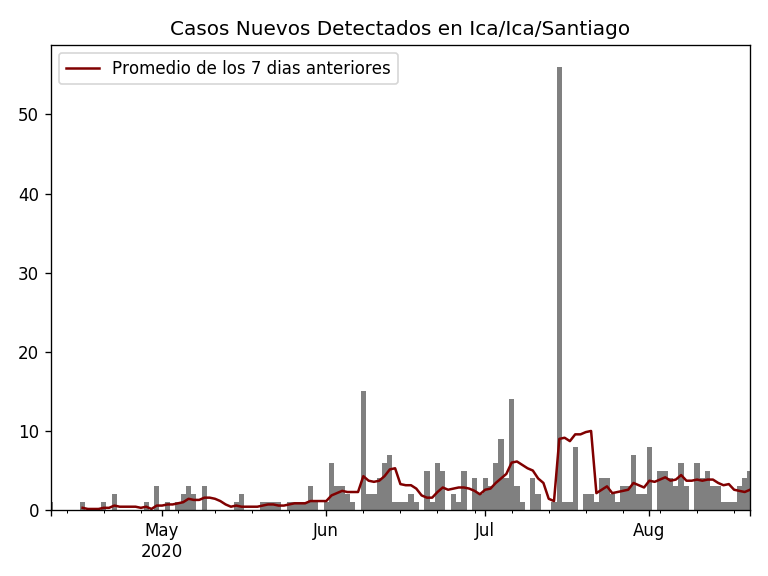 Casos Nuevos Detectados en Ica/Ica/Santiago
Promedio de los 7 dias anteriores
50
40
30
20
10
0
May
2020
Jun
Jul
Aug